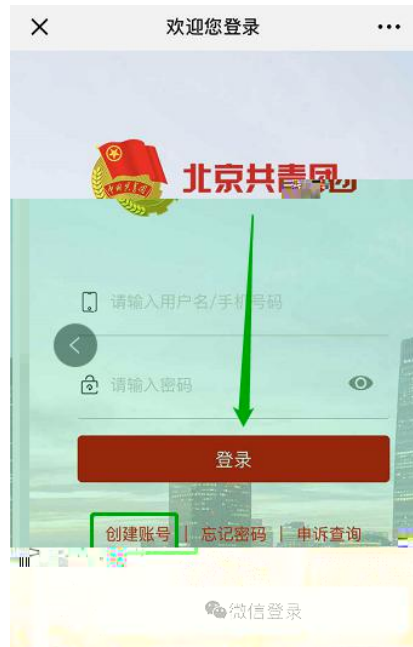 欢迎您登录
北京共青团
请输入用户名/手机号码
请输入密码
登录
创建账号 | 忘记密码 | 申诉查询
微信登录